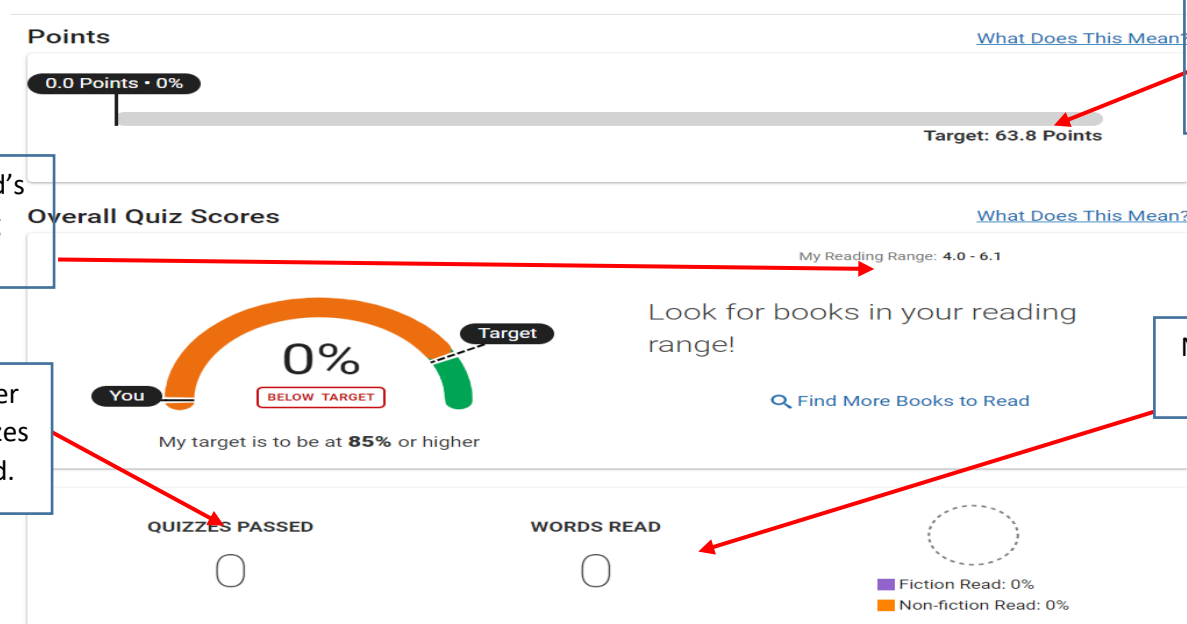 Points
What Does This Mean?
0.0 Points • 0%
Target: 63.8 Points
Overall Quiz Scores
What Does This Mean?
My Reading Range: 4.0 - 6.1
Look for books in your reading
range!
Target
0%
You
BELOW TARGET
Find More Books to Read
My target is to be at 85% or higher
QUIZZES PASSED
WORDS READ
0
0
Fiction Read: 0%
Non-fiction Read: 0%